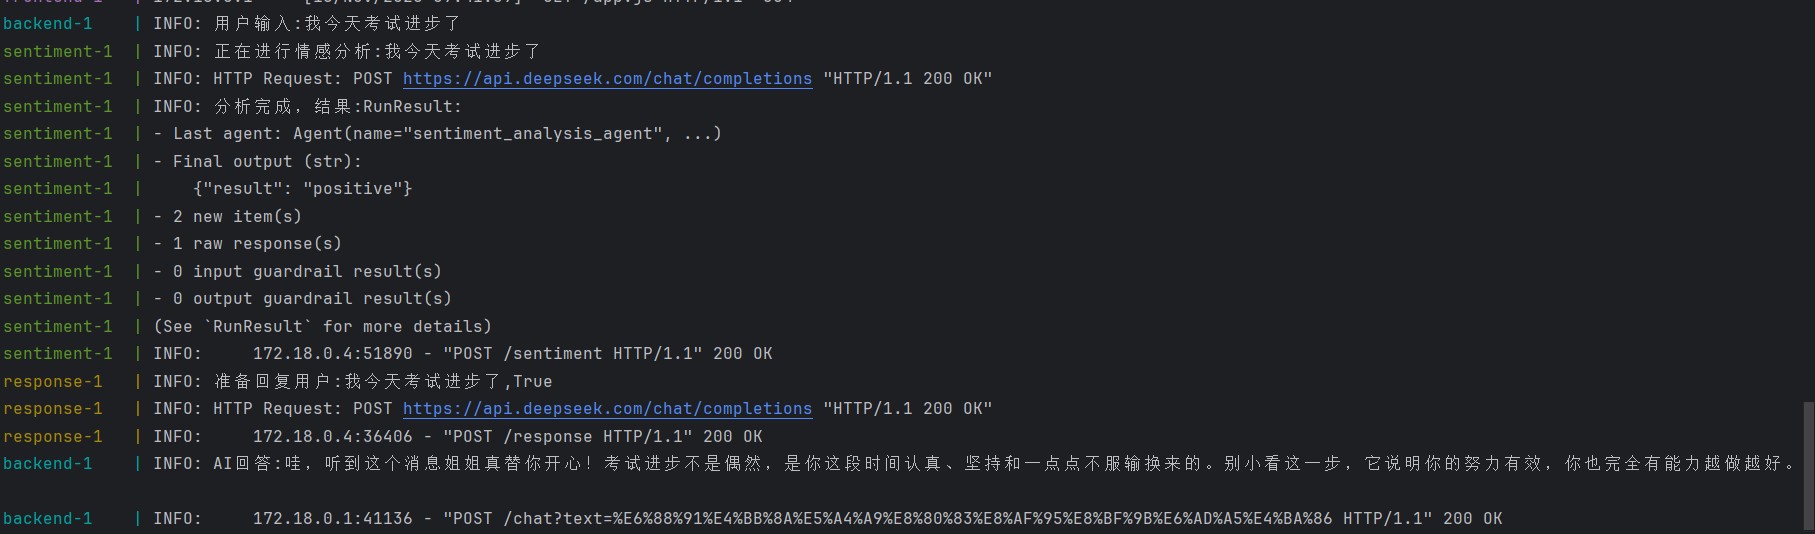 backend-1    | INFO: 用户输入:我今天考试进步了
sentiment-1  | INFO: 正在进行情感分析:我今天考试进步了
sentiment-1  | INFO: HTTP Request: POST https://api.deepseek.com/chat/completions "HTTP/1.1 200 OK"
sentiment-1  | INFO: 分析完成，结果:RunResult:
sentiment-1  | - Last agent: Agent(name="sentiment_analysis_agent", ...)
sentiment-1  | - Final output (str):
sentiment-1  |     {"result": "positive"}
sentiment-1  | - 2 new item(s)
sentiment-1  | - 1 raw response(s)
sentiment-1  | - 0 input guardrail result(s)
sentiment-1  | - 0 output guardrail result(s)
sentiment-1  | (See `RunResult` for more details)
sentiment-1  | INFO:     172.18.0.4:51890 - "POST /sentiment HTTP/1.1" 200 OK
response-1   | INFO: 准备回复用户:我今天考试进步了,True
response-1   | INFO: HTTP Request: POST https://api.deepseek.com/chat/completions "HTTP/1.1 200 OK"
response-1   | INFO:     172.18.0.4:36406 - "POST /response HTTP/1.1" 200 OK
backend-1    | INFO: AI回答:哇，听到这个消息姐姐真替你开心！考试进步不是偶然，是你这段时间认真、坚持和一点点不服输换来的。别小看这一步，它说明你的努力有效，你也完全有能力越做越好。
backend-1    | INFO:     172.18.0.1:41136 - "POST /chat?text=%E6%88%91%E4%BB%8A%E5%A4%A9%E8%80%83%E8%AF%95%E8%BF%9B%E6%AD%A5%E4%BA%86 HTTP/1.1" 200 OK